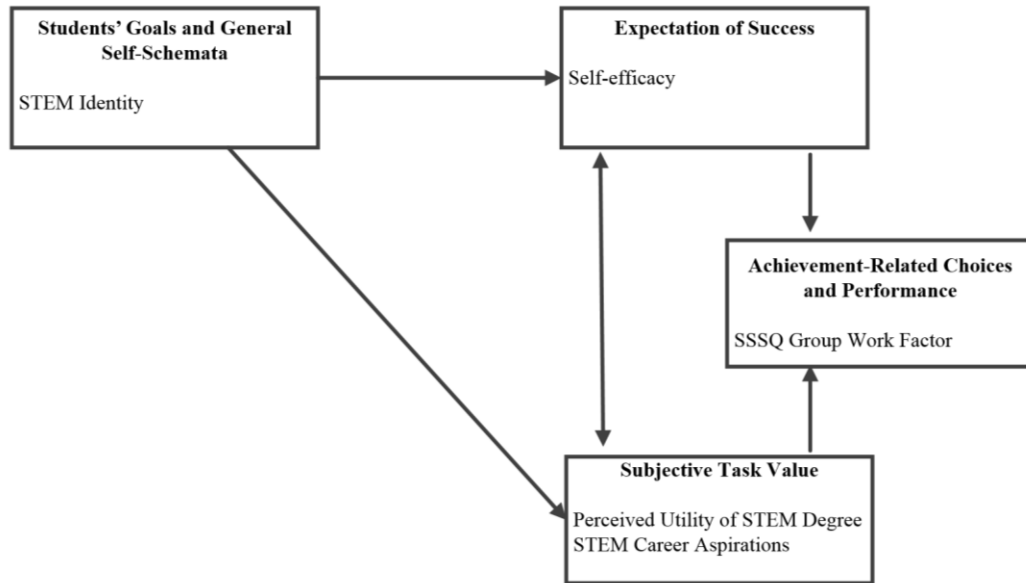 Students' Goals and General
Self-Schemata
STEM Identity
Expectation of Success
Self-efficacy
Achievement-Related Choices
and Performance
SSSQ Group Work Factor
Subjective Task Value
Perceived Utility of STEM Degree
STEM Career Aspirations